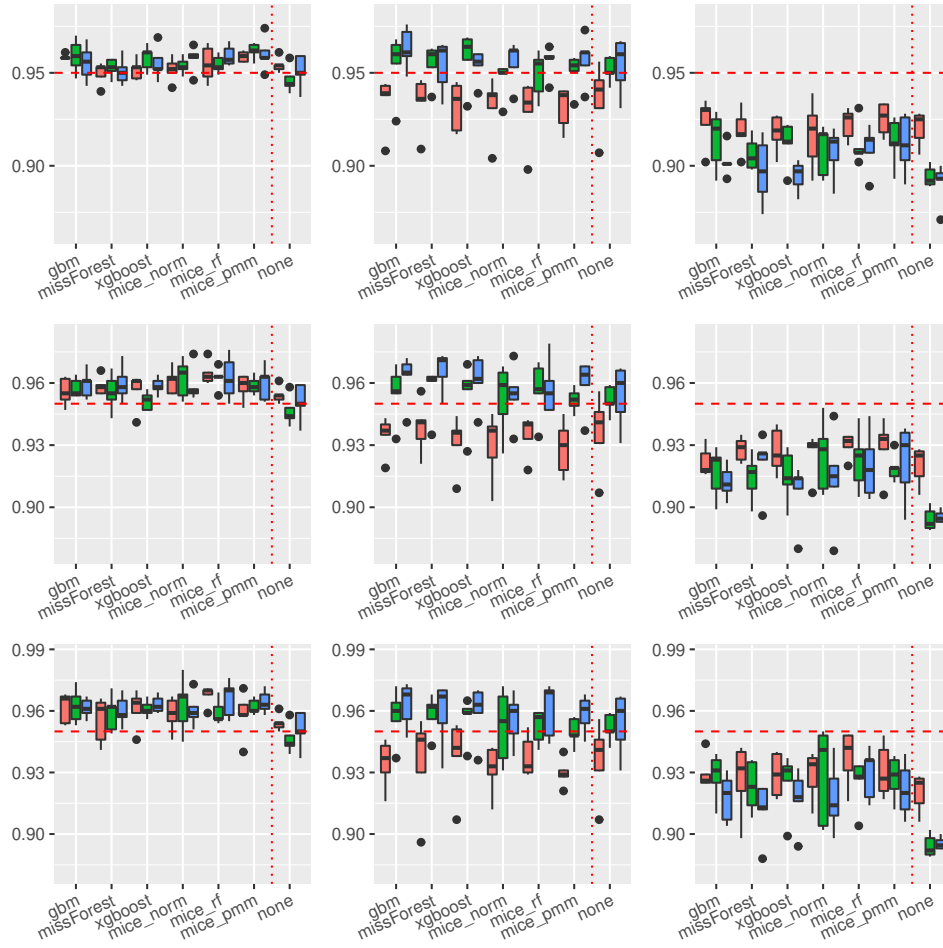 0.95
0.90
gbm
missForest
xgboost
mice_norm
mice_rf
mice_pmm
none
0.95
0.90
gbm
missForest
xgboost
mice_norm
mice_rf
mice_pmm
none
0.95
0.90
gbm
missForest
xgboost
mice_norm
mice_rf
mice_pmm
none
0.96
0.93
0.90
gbm
missForest
xgboost
mice_norm
mice_rf
mice_pmm
none
0.96
0.93
0.90
gbm
missForest
xgboost
mice_norm
mice_rf
mice_pmm
none
0.96
0.93
0.90
gbm
missForest
xgboost
mice_norm
mice_rf
mice_pmm
none
0.99
0.96
0.93
0.90
gbm
missForest
xgboost
mice_norm
mice_rf
mice_pmm
none
0.99
0.96
0.93
0.90
gbm
missForest
xgboost
mice_norm
mice_rf
mice_pmm
none
0.99
0.96
0.93
0.90
gbm
missForest
xgboost
mice_norm
mice_rf
mice_pmm
none